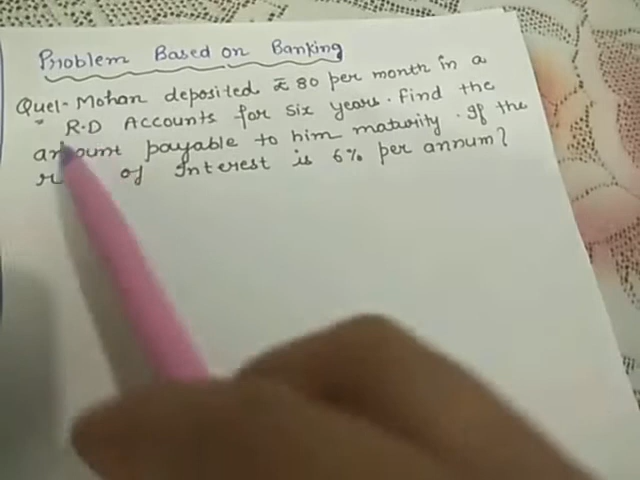 Problem Based on Banking
Que1- Mohan deposited ₹ 80 per month in a
R.D Accounts for six years. Find the
amount payable to him maturity. If the
of Interest is 6% per annum?